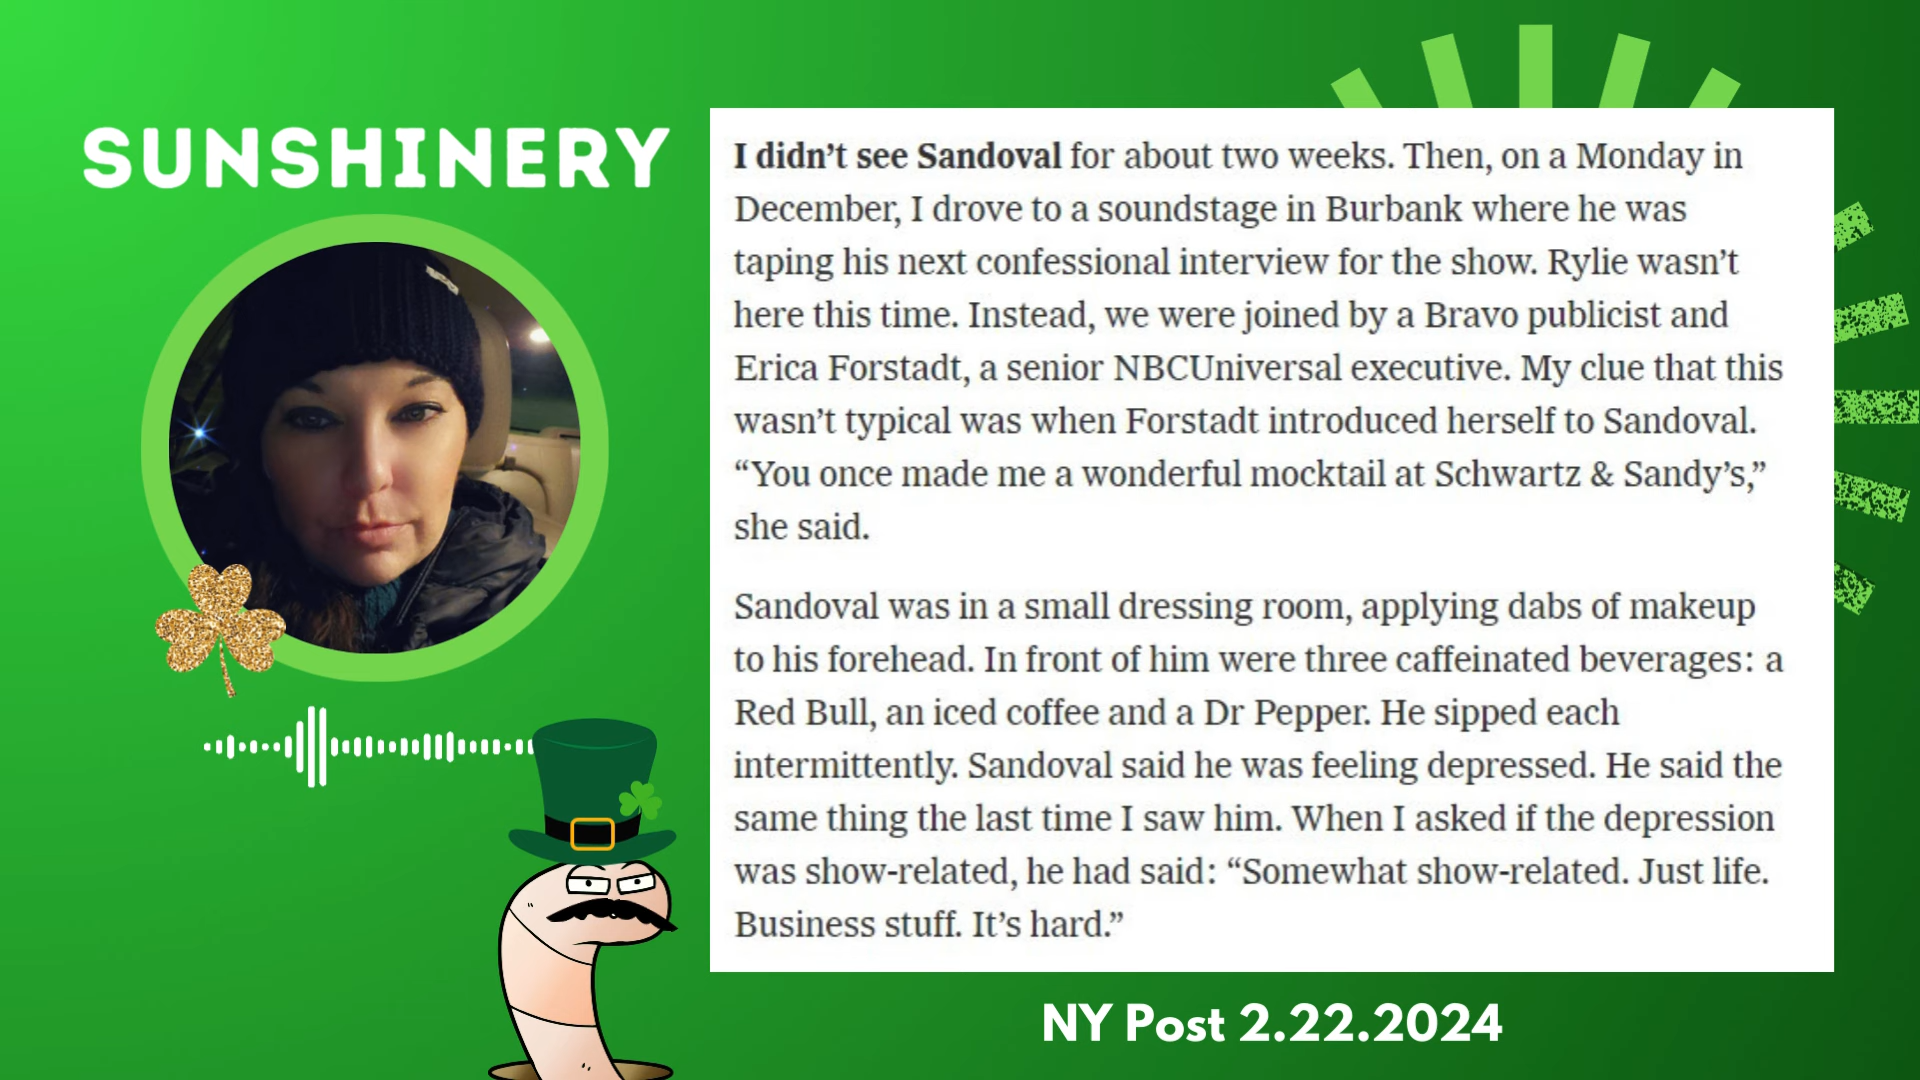 SUNSHINERY
I didn’t see Sandoval for about two weeks. Then, on a Monday in
December, I drove to a soundstage in Burbank where he was
taping his next confessional interview for the show. Rylie wasn’t
here this time. Instead, we were joined by a Bravo publicist and
Erica Forstadt, a senior NBCUniversal executive. My clue that this
wasn’t typical was when Forstadt introduced herself to Sandoval.
“You once made me a wonderful mocktail at Schwartz & Sandy’s,”
she said.
Sandoval was in a small dressing room, applying dabs of makeup
to his forehead. In front of him were three caffeinated beverages: a
Red Bull, an iced coffee and a Dr Pepper. He sipped each
intermittently. Sandoval said he was feeling depressed. He said the
same thing the last time I saw him. When I asked if the depression
was show-related, he had said: “Somewhat show-related. Just life.
Business stuff. It’s hard.”
NY Post 2.22.2024